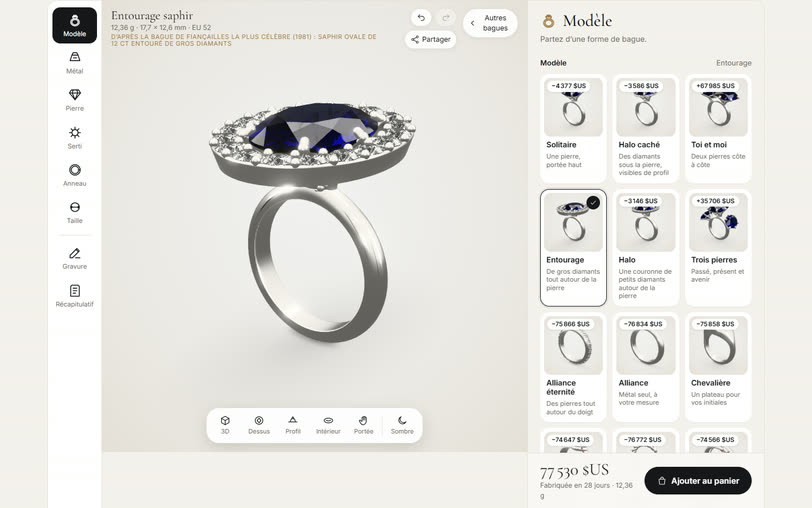 Modèle
Métal
Pierre
Serti
Anneau
Taille
Gravure
Récapitulatif
Entourage saphir
12,36 g · 17,7 × 12,6 mm · EU 52
D'APRÈS LA BAGUE DE FIANÇAILLES LA PLUS CÉLÈBRE (1981) : SAPHIR OVALE DE
12 CT ENTOURÉ DE GROS DIAMANTS
Autres
bagues
Partager
3D
Dessus
Profil
Intérieur
Portée
Sombre
Modèle
Partez d'une forme de bague.
Modèle
Entourage
−4 377 $US
Solitaire
Une pierre,
portée haut
−3 586 $US
Halo caché
Des diamants
sous la pierre,
visibles de profil
+67 985 $US
Toi et moi
Deux pierres côte
à côte
Entourage
De gros diamants
tout autour de la
pierre
−3 146 $US
Halo
Une couronne de
petits diamants
autour de la
pierre
+35 706 $US
Trois pierres
Passé, présent et
avenir
−75 866 $US
Alliance
éternité
Des pierres tout
autour du doigt
−76 834 $US
Alliance
Métal seul, à
votre mesure
−75 858 $US
Chevalière
Un plateau pour
vos initiales
−74 647 $US
−76 772 $US
−74 566 $US
77 530 $US
Fabriquée en 28 jours · 12,36
g
Ajouter au panier